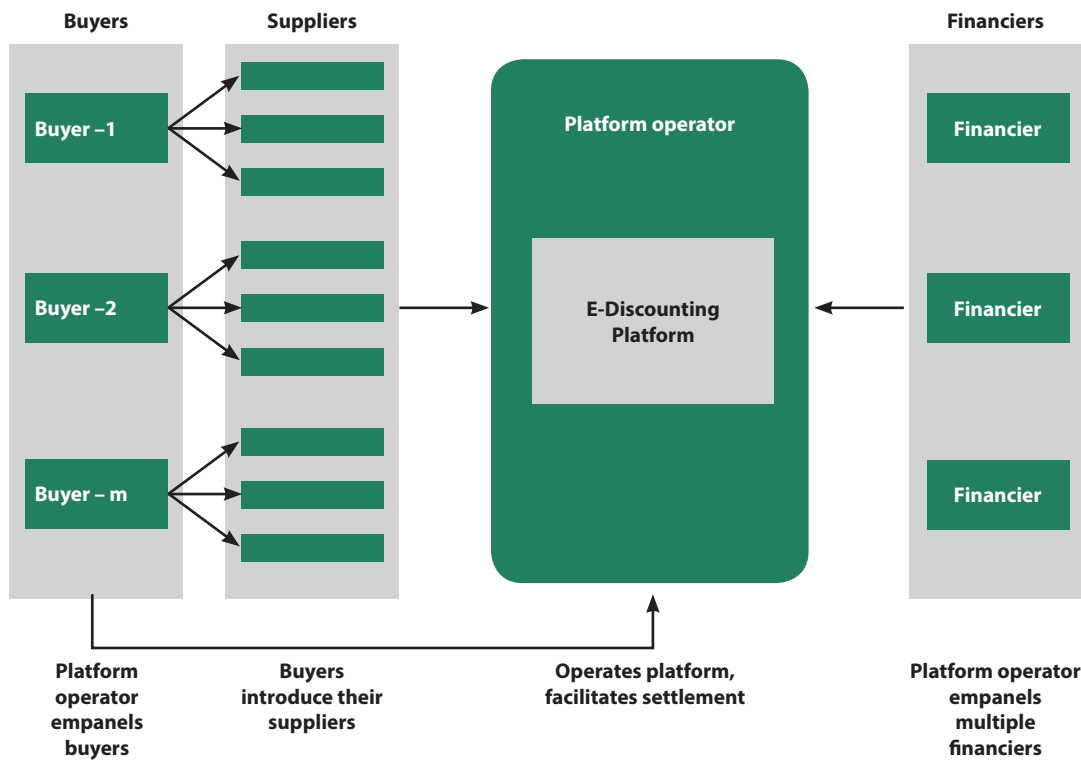 Buyers
Suppliers
Financiers
Buyer –1
Platform operator
Financier
Buyer –2
E-Discounting
Platform
Financier
Buyer – m
Financier
Platform
operator
empanels
buyers
Buyers
introduce their
suppliers
Operates platform,
facilitates settlement
Platform operator
empanels
multiple
financiers